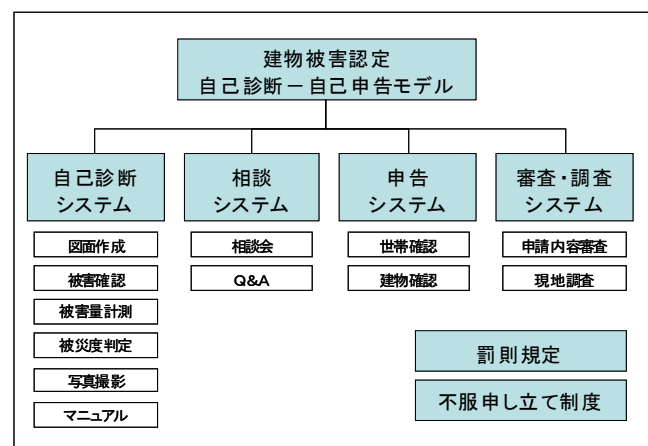 建物被害認定
自己診断－自己申告モデル
自己診断
システム
図面作成
被害確認
被害量計測
被災度判定
写真撮影
マニュアル
相談
システム
相談会
Q&A
申告
システム
世帯確認
建物確認
審査・調査
システム
申請内容審査
現地調査
罰則規定
不服申し立て制度